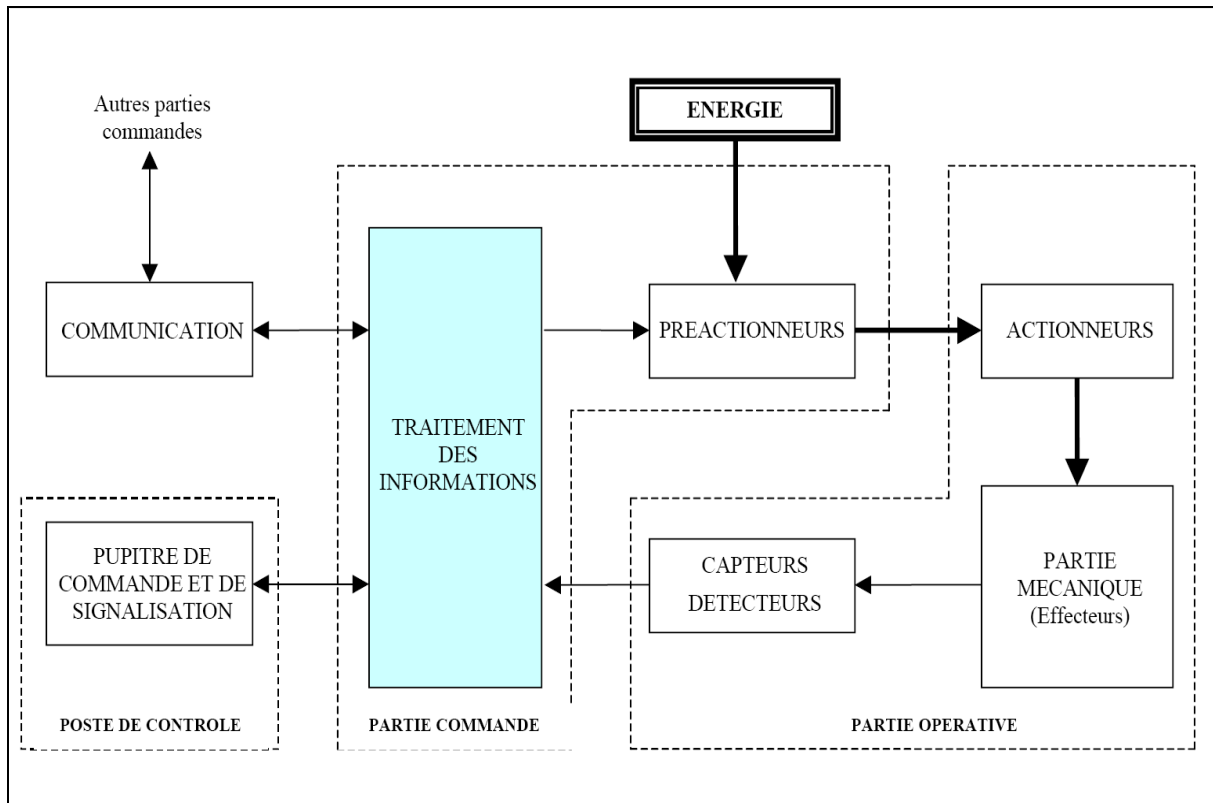 Autres parties
commandes
ENERGIE
COMMUNICATION
PREACTIONNEURS
ACTIONNEURS
TRAITEMENT
DES
INFORMATIONS
PUPITRE DE
COMMANDE ET DE
SIGNALISATION
CAPTEURS
DETECTEURS
PARTIE
MECANIQUE
(Effecteurs)
POSTE DE CONTROLE
PARTIE COMMANDE
PARTIE OPERATIVE